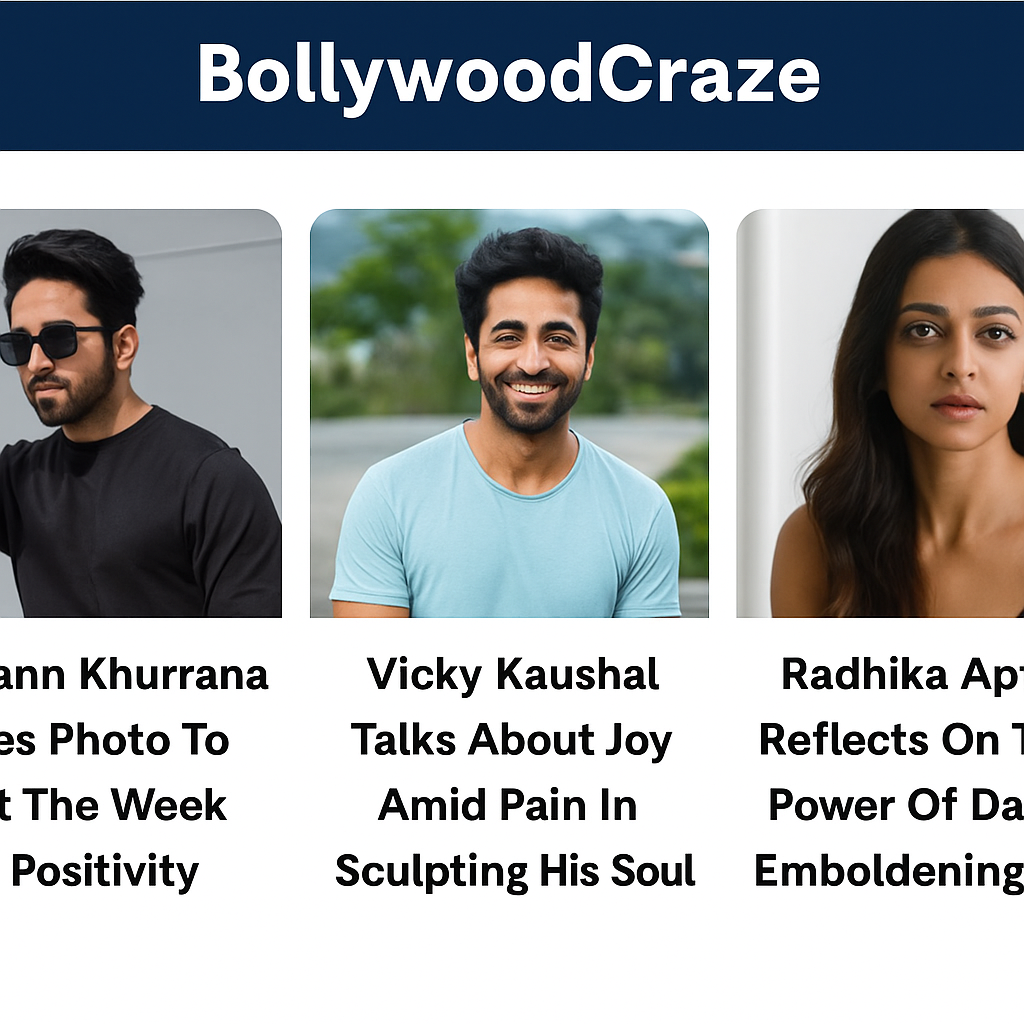 BollywoodCraze
ann Khurrana
es Photo To
t The Week
Positivity
Vicky Kaushal
Talks About Joy
Amid Pain In
Sculpting His Soul
Radhika Apt
Reflects On T
Power Of Da
Emboldening